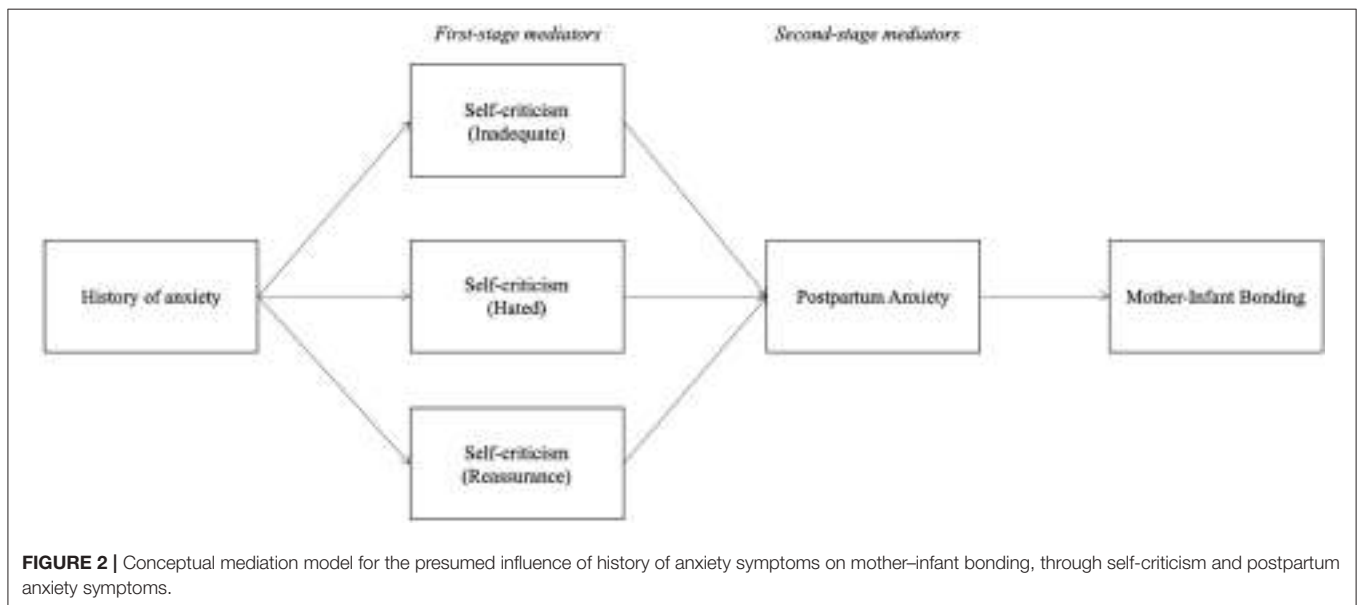 First-stage mediators
Second-stage mediators
Self-criticism
(Inadequate)
History of anxiety
Self-criticism
(Hated)
Postpartum Anxiety
Mother-Infant Bonding
Self-criticism
(Reassurance)
FIGURE 2 | Conceptual mediation model for the presumed influence of history of anxiety symptoms on mother–infant bonding, through self-criticism and postpartum
anxiety symptoms.